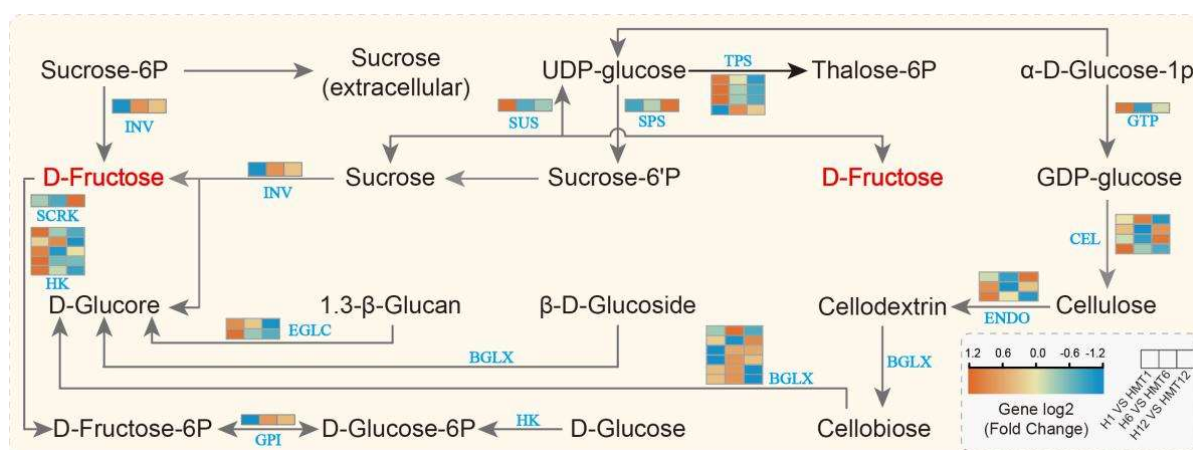 Sucrose-6P
Sucrose
(extracellular)
UDP-glucose
TPS
Thalose-6P
α-D-Glucose-1p
INV
SUS
SPS
GTP
D-Fructose
INV
Sucrose
Sucrose-6'P
D-Fructose
GDP-glucose
SCRK
HK
CEL
D-Glucore
1.3-β-Glucan
β-D-Glucoside
Cellodextrin
ENDO
Cellulose
EGLC
BGLX
BGLX
BGLX
1.2 0.6 0.0 -0.6 -1.2
Gene log2
(Fold Change)
H1 VS HMT1
H6 VS HMT6
H12 VS HMT12
D-Fructose-6P
GPI
D-Glucose-6P
HK
D-Glucose
Cellobiose